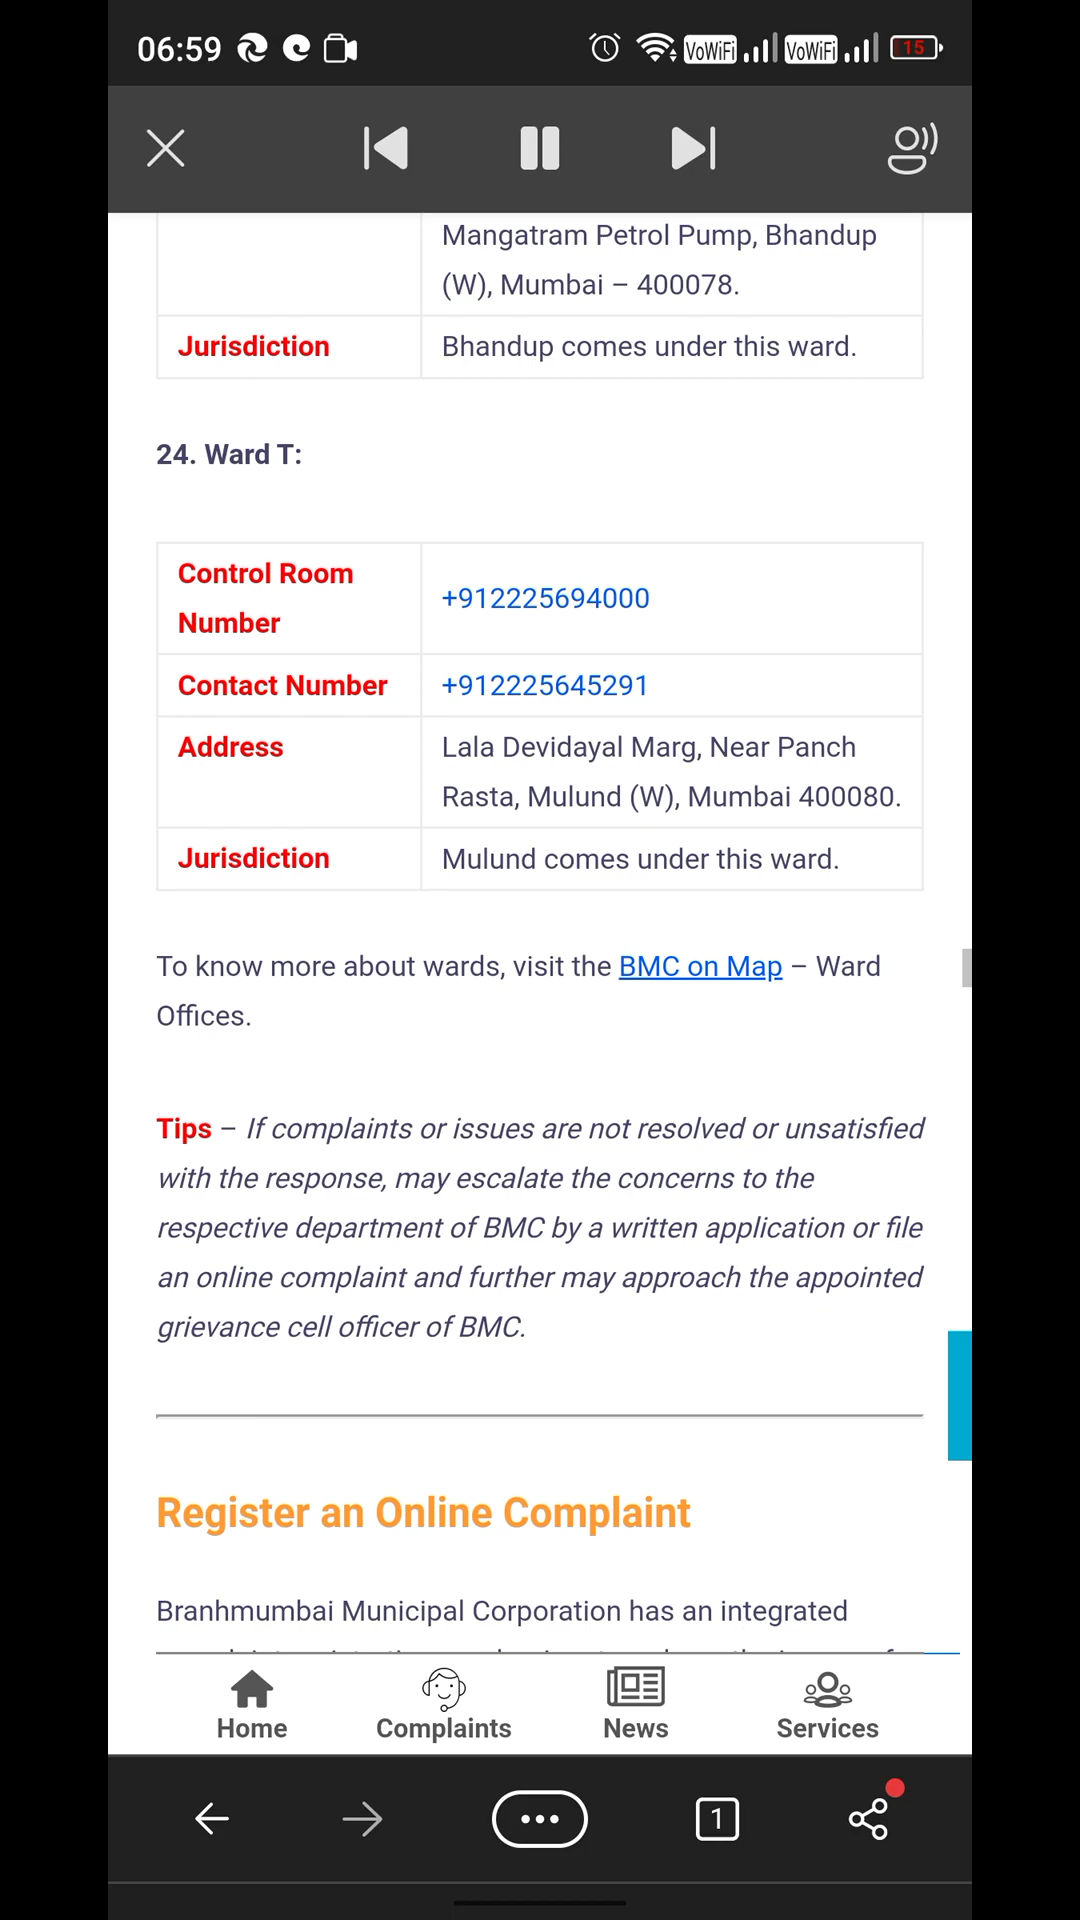 06:59 VoWiFi VoWiFi 15
Mangatram Petrol Pump, Bhandup
(W), Mumbai – 400078.
Jurisdiction Bhandup comes under this ward.
24. Ward T:
Control Room
Number
+912225694000
Contact Number +912225645291
Address Lala Devidayal Marg, Near Panch
Rasta, Mulund (W), Mumbai 400080.
Jurisdiction Mulund comes under this ward.
To know more about wards, visit the BMC on Map – Ward
Offices.
Tips – If complaints or issues are not resolved or unsatisfied
with the response, may escalate the concerns to the
respective department of BMC by a written application or file
an online complaint and further may approach the appointed
grievance cell officer of BMC.
Register an Online Complaint
Branhmumbai Municipal Corporation has an integrated
Home Complaints News Services
1